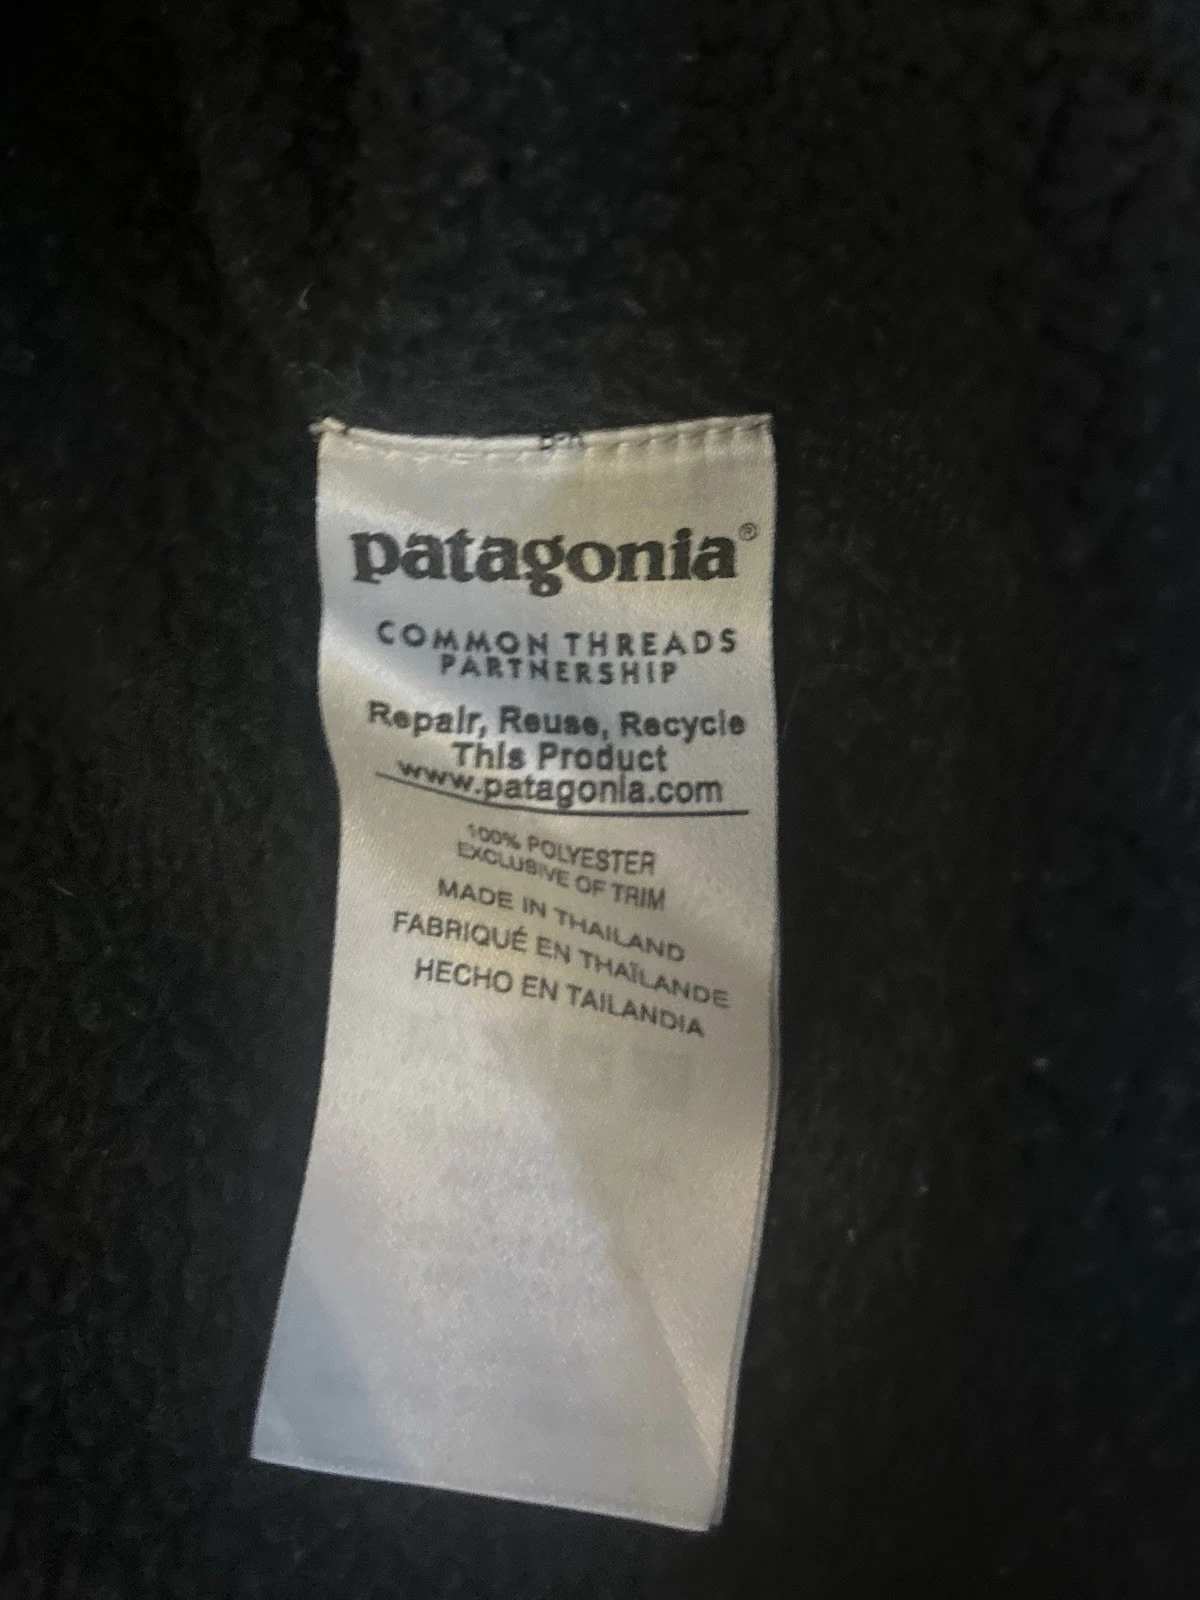 patagonia®
COMMON THREADS
PARTNERSHIP
Repair, Reuse, Recycle
This Product
www.patagonia.com
100% POLYESTER
EXCLUSIVE OF TRIM
MADE IN THAILAND
FABRIQUÉ EN THAÏLANDE
HECHO EN TAILANDIA